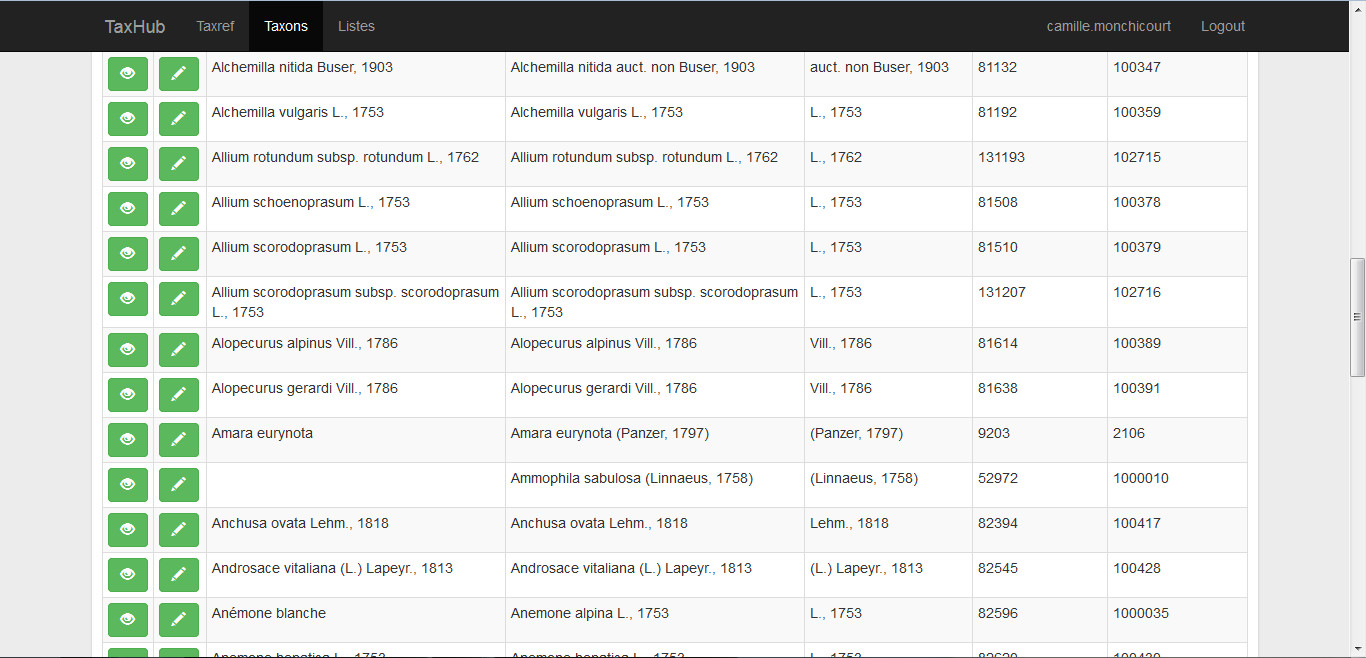 TaxHub Taxref Taxons Listes camille.monchicourt Logout
Alchemilla nitida Buser, 1903 Alchemilla nitida auct. non Buser, 1903 auct. non Buser, 1903 81132 100347
Alchemilla vulgaris L., 1753 Alchemilla vulgaris L., 1753 L., 1753 81192 100359
Allium rotundum subsp. rotundum L., 1762 Allium rotundum subsp. rotundum L., 1762 L., 1762 131193 102715
Allium schoenoprasum L., 1753 Allium schoenoprasum L., 1753 L., 1753 81508 100378
Allium scorodoprasum L., 1753 Allium scorodoprasum L., 1753 L., 1753 81510 100379
Allium scorodoprasum subsp. scorodoprasum Allium scorodoprasum subsp. scorodoprasum L., 1753 131207 102716
L., 1753 L., 1753
Alopecurus alpinus Vill., 1786 Alopecurus alpinus Vill., 1786 Vill., 1786 81614 100389
Alopecurus gerardi Vill., 1786 Alopecurus gerardi Vill., 1786 Vill., 1786 81638 100391
Amara eurynota Amara eurynota (Panzer, 1797) (Panzer, 1797) 9203 2106
Ammophila sabulosa (Linnaeus, 1758) (Linnaeus, 1758) 52972 1000010
Anchusa ovata Lehm., 1818 Anchusa ovata Lehm., 1818 Lehm., 1818 82394 100417
Androsace vitaliana (L.) Lapeyr., 1813 Androsace vitaliana (L.) Lapeyr., 1813 (L.) Lapeyr., 1813 82545 100428
Anémone blanche Anemone alpina L., 1753 L., 1753 82596 1000035
Anemone hepatica L., 1753 Anemone hepatica L., 1753 L., 1753